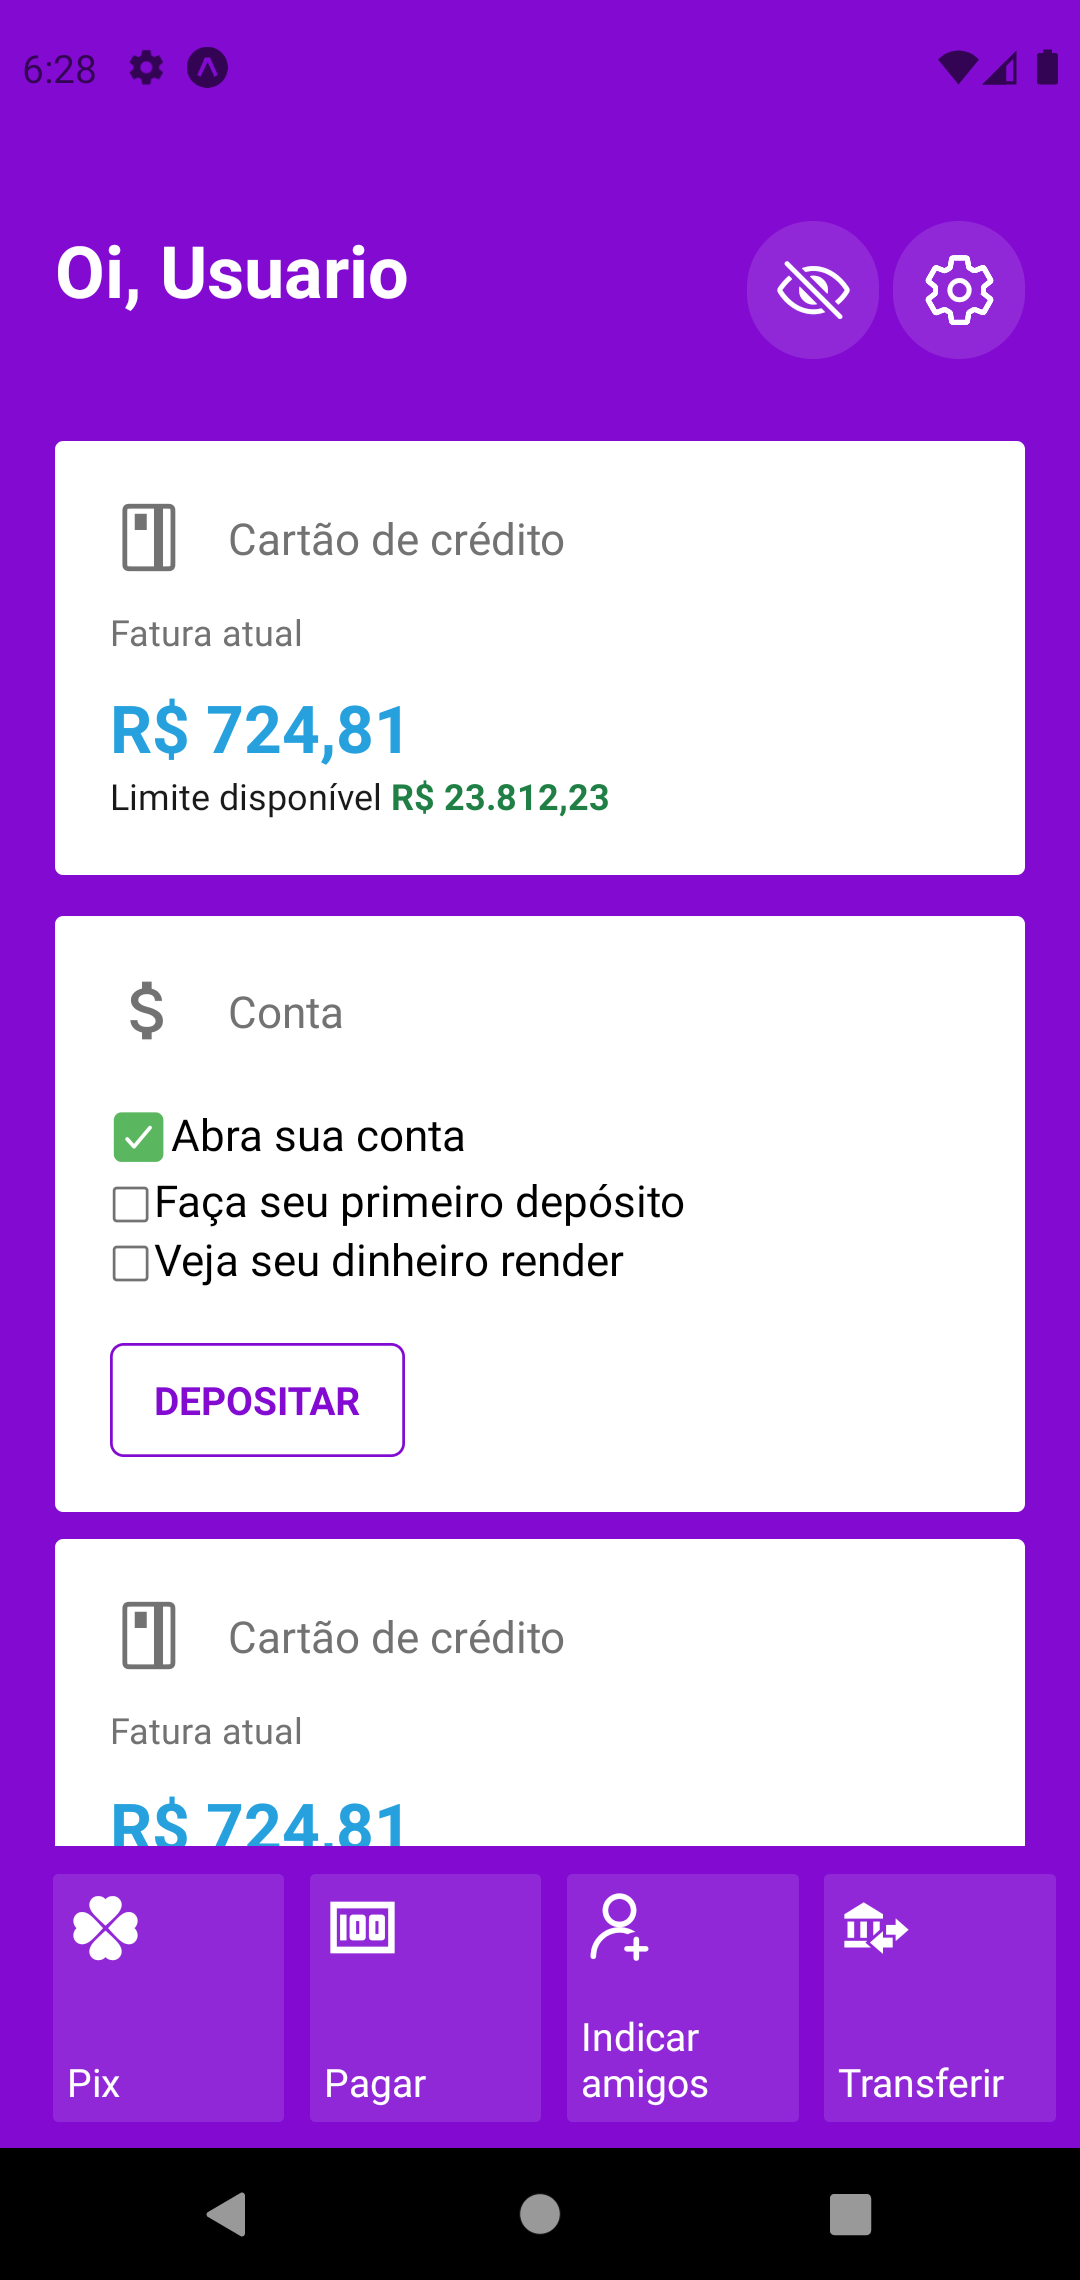 6:28
Oi, Usuario
Cartão de crédito
Fatura atual
R$ 724,81
Limite disponível R$ 23.812,23
$ Conta
Abra sua conta
Faça seu primeiro depósito
Veja seu dinheiro render
DEPOSITAR
Cartão de crédito
Fatura atual
R$ 724,81
100
Indicar
Pix Pagar amigos Transferir